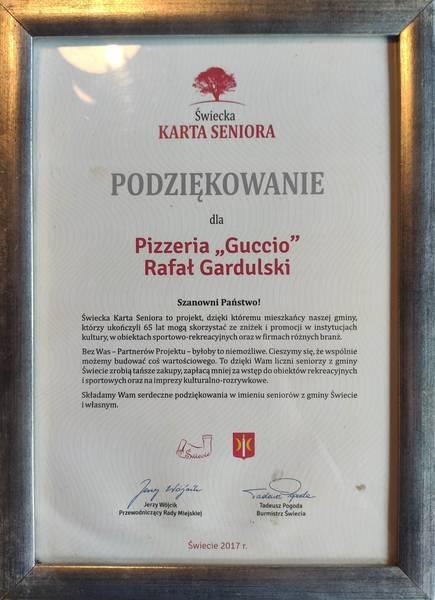 Świecka
KARTA SENIORA
PODZIĘKOWANIE
dla
Pizzeria „Guccio”
Rafał Gardulski
Szanowni Państwo!
Świecka Karta Seniora to projekt, dzięki któremu mieszkańcy naszej gminy,
którzy ukończyli 65 lat mogą skorzystać ze zniżek i promocji w instytucjach
kultury, w obiektach sportowo-rekreacyjnych oraz w firmach różnych branż.
Bez Was – Partnerów Projektu – byłoby to niemożliwe. Cieszymy się, że wspólnie
możemy budować coś wartościowego. To dzięki Wam liczni seniorzy z gminy
Świecie zrobią tańsze zakupy, zapłacą mniej za wstęp do obiektów rekreacyjnych
i sportowych oraz na imprezy kulturalno-rozrywkowe.
Składamy Wam serdeczne podziękowania w imieniu seniorów z gminy Świecie
i własnym.
Świecie
Jerzy Wójcik
Jerzy Wójcik
Przewodniczący Rady Miejskiej
Tadeusz Pogoda
Tadeusz Pogoda
Burmistrz Świecia
Świecie 2017 r.